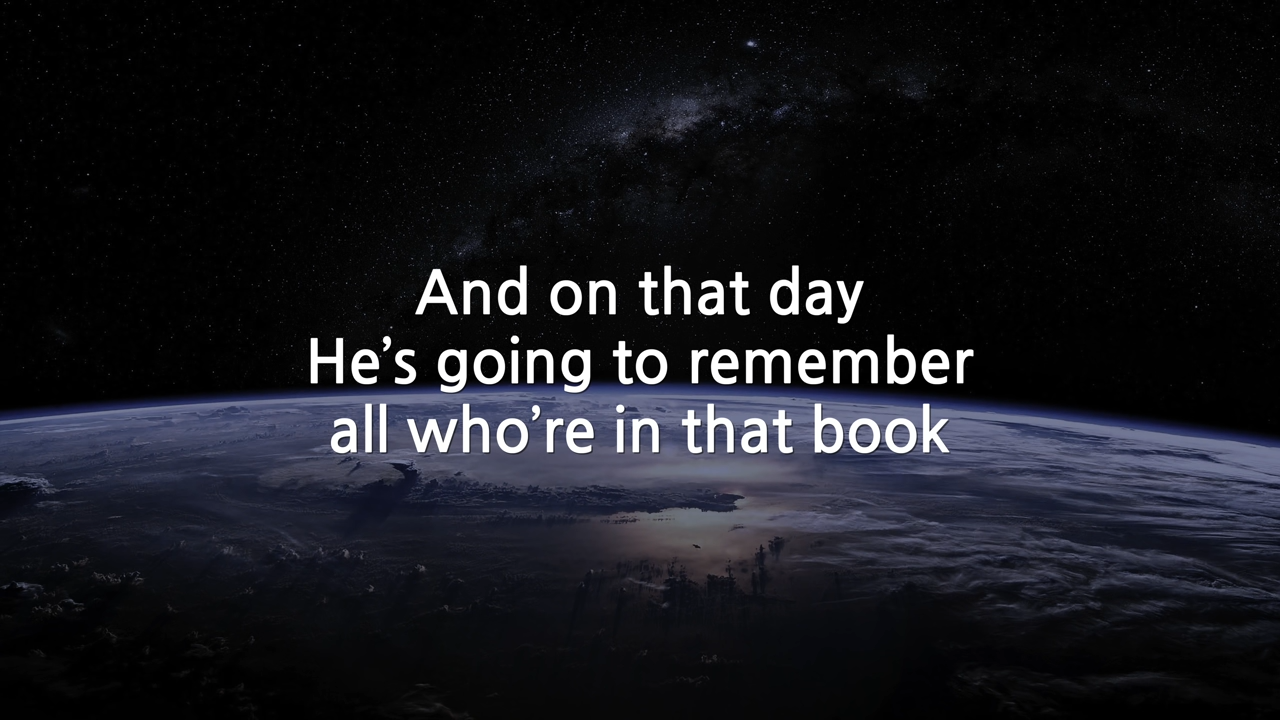 And on that day
He’s going to remember
all who’re in that book